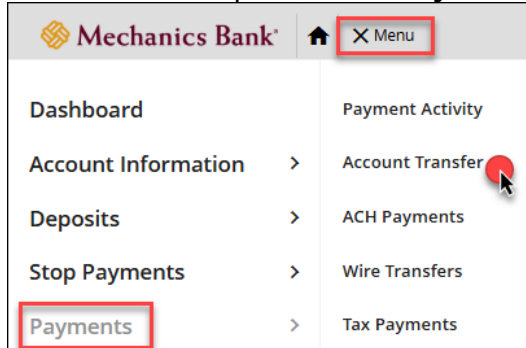 Mechanics Bank® Menu
Dashboard
Account Information
Deposits
Stop Payments
Payments
Payment Activity
Account Transfer
ACH Payments
Wire Transfers
Tax Payments